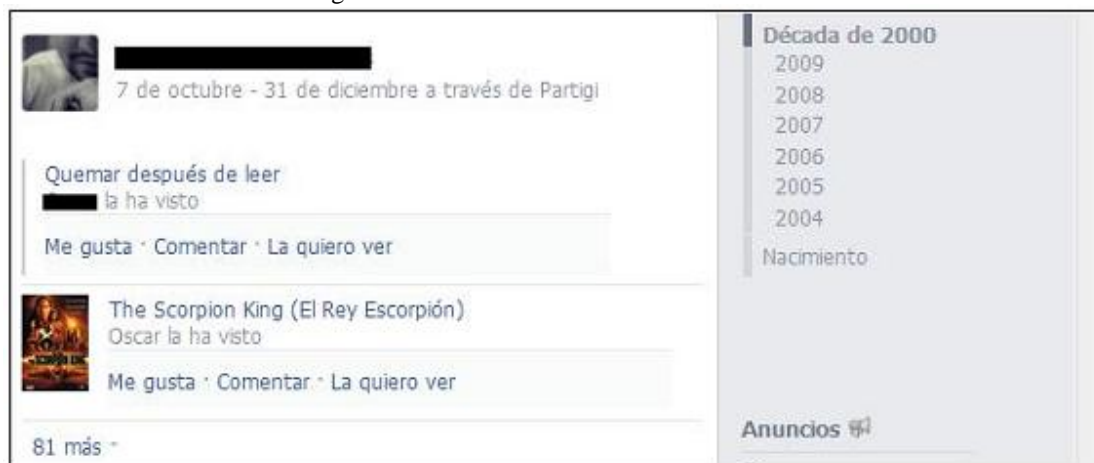 7 de octubre - 31 de diciembre a través de Partigi
Quemar después de leer
la ha visto
Me gusta · Comentar · La quiero ver
The Scorpion King (El Rey Escorpión)
Oscar la ha visto
Me gusta · Comentar · La quiero ver
81 más
Década de 2000
2009
2008
2007
2006
2005
2004
Nacimiento
Anuncios